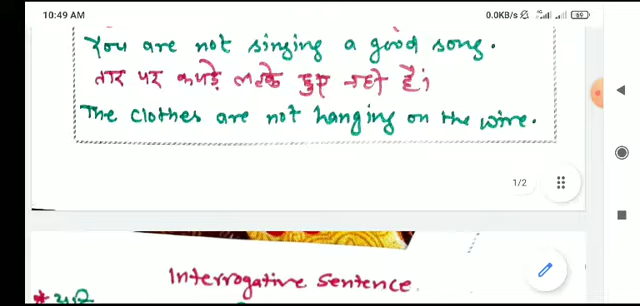 10:49 AM 0.0KB/s 69
You are not singing a good song.
तार पर कपड़े लटके हुए नहीं हैं।
The clothes are not hanging on the wire.
1/2
Interrogative Sentence.
*